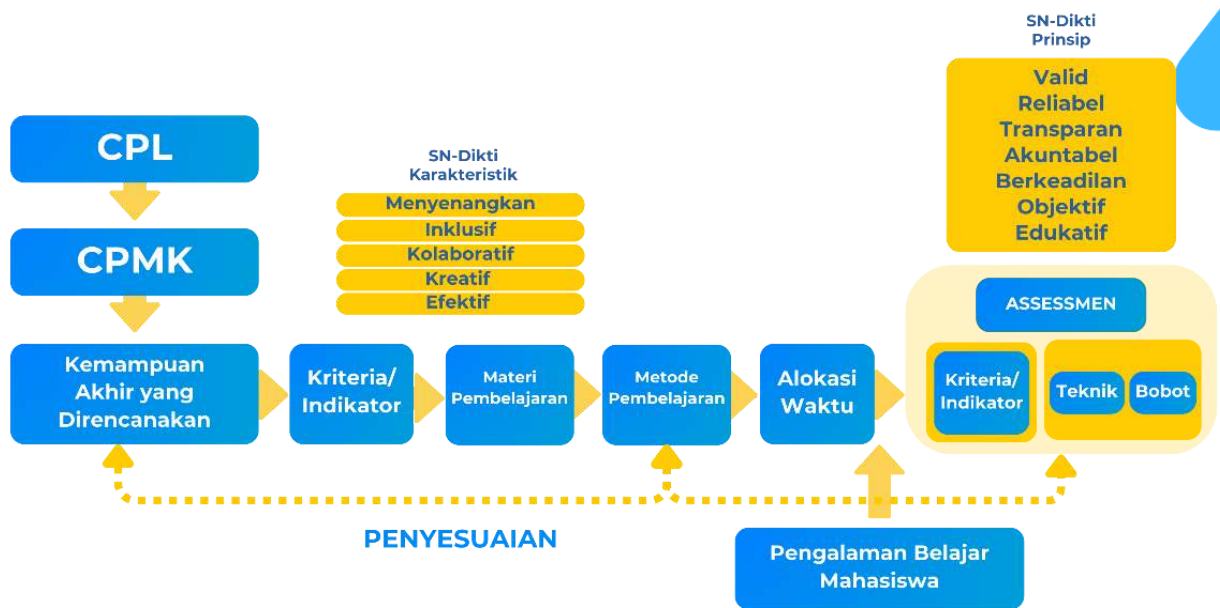 SN-Dikti
Prinsip
Valid
Reliabel
Transparan
Akuntabel
Berkeadilan
Objektif
Edukatif
CPL
SN-Dikti
Karakteristik
Menyenangkan
Inklusif
Kolaboratif
Kreatif
Efektif
CPMK
ASSESSMEN
Kemampuan
Akhir yang
Direncanakan
Kriteria/
Indikator
Materi
Pembelajaran
Metode
Pembelajaran
Alokasi
Waktu
Kriteria/
Indikator
Teknik
Bobot
PENYESUAIAN
Pengalaman Belajar
Mahasiswa